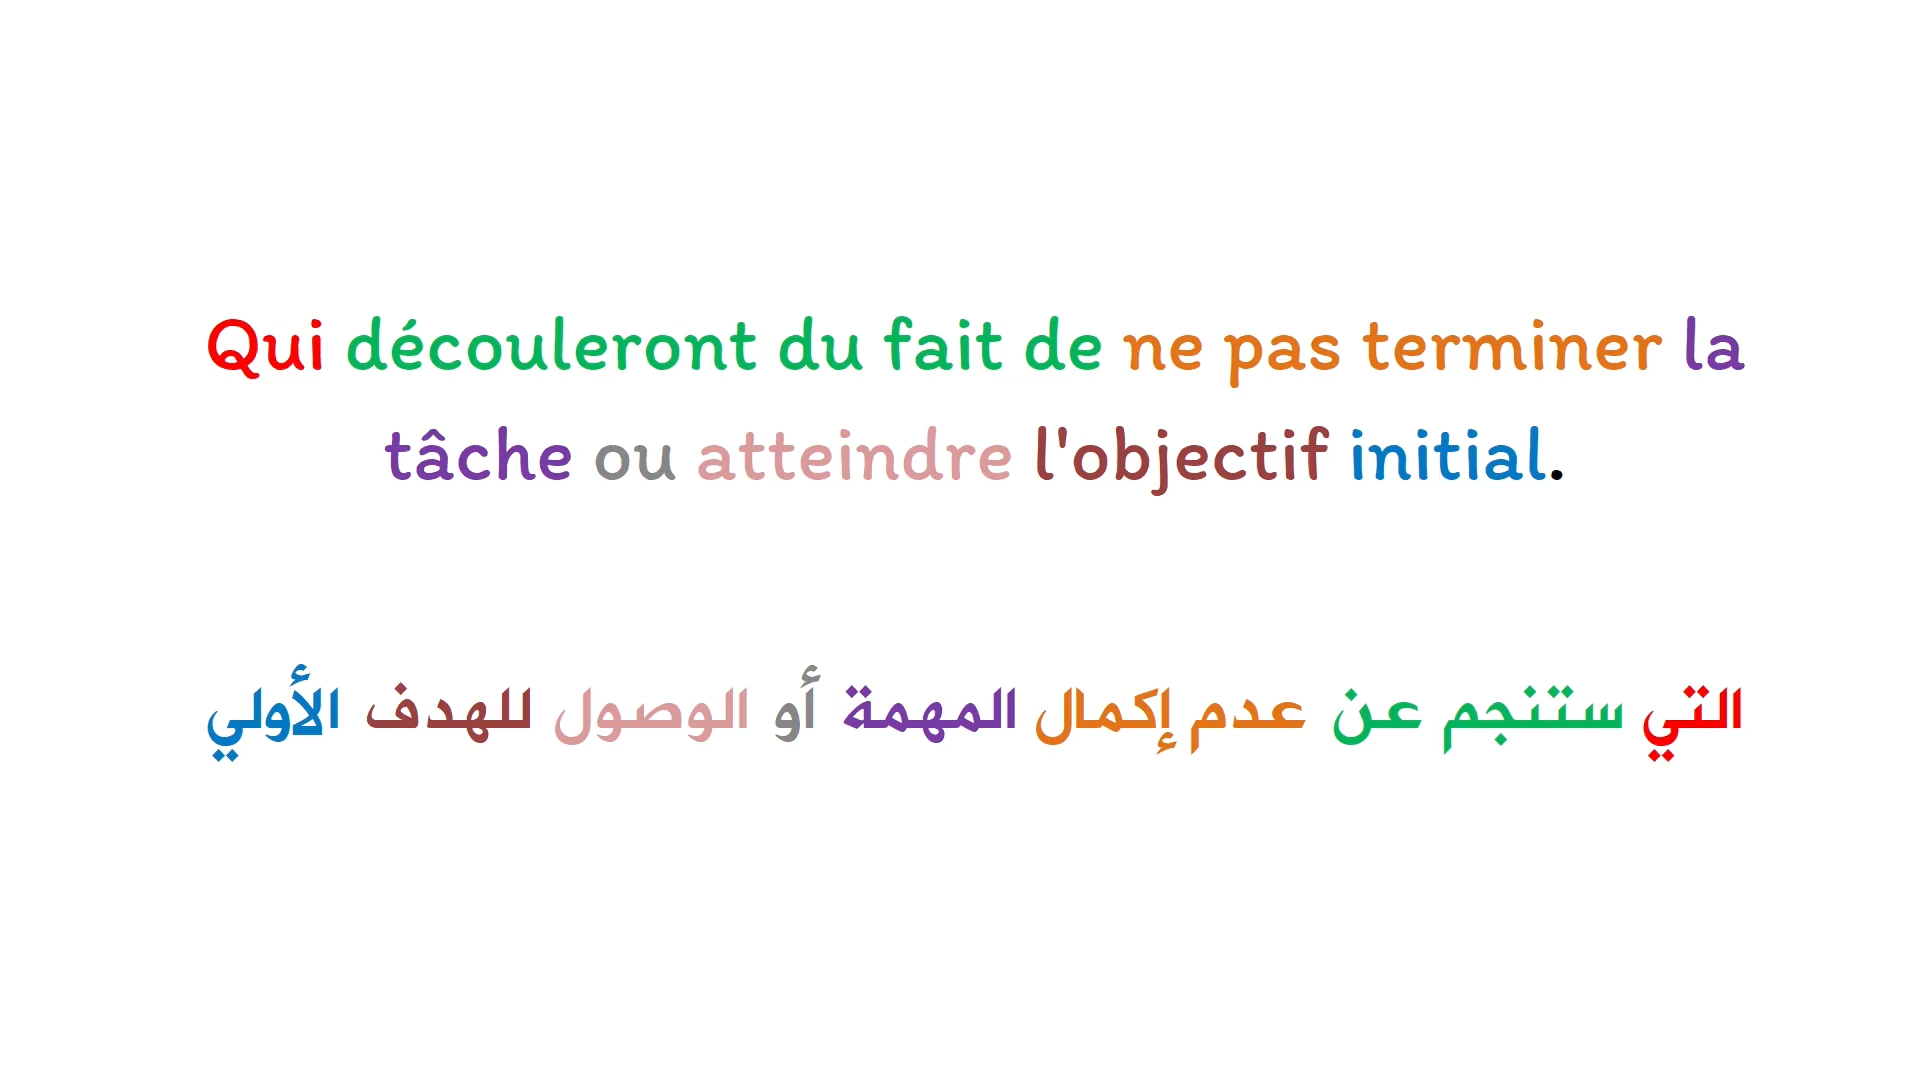 Qui découleront du fait de ne pas terminer la
tâche ou atteindre l'objectif initial.
التي ستنجم عن عدم إكمال المهمة أو الوصول للهدف الأولي